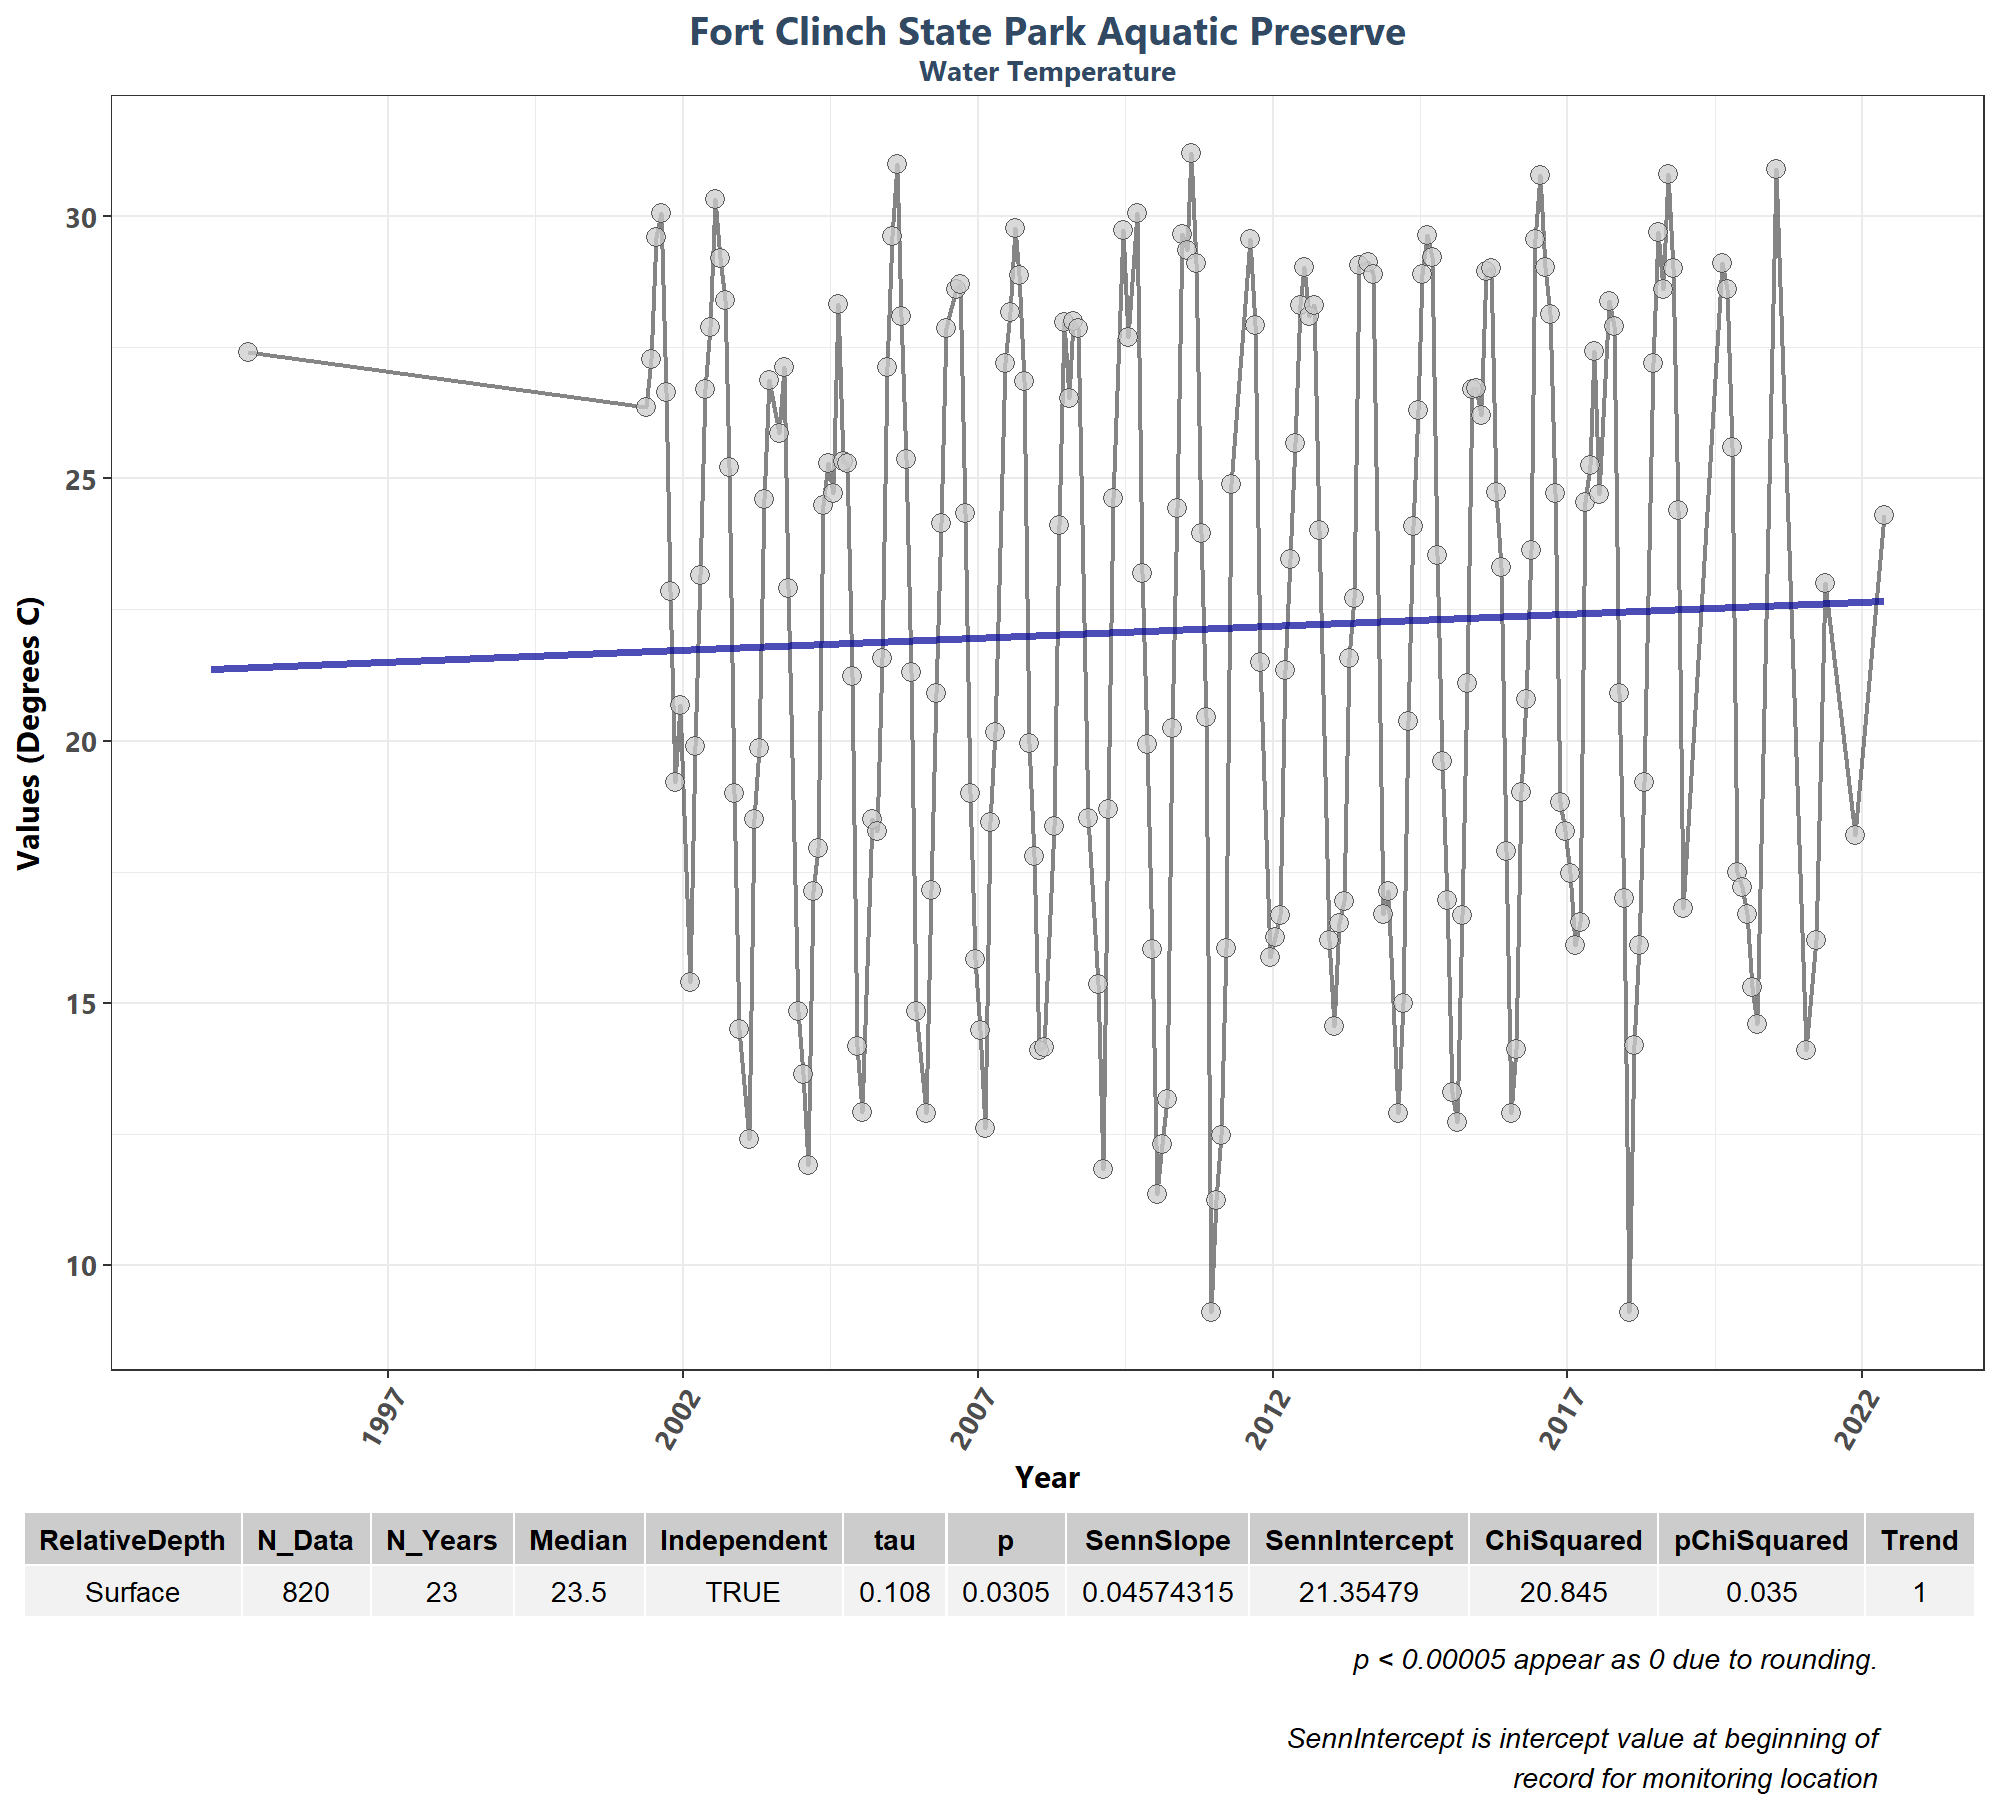 Fort Clinch State Park Aquatic Preserve
Water Temperature
Values (Degrees C)
30
25
20
15
10
1997
2002
2007
2012
2017
2022
Year
RelativeDepth N_Data N_Years Median Independent tau p SennSlope SennIntercept ChiSquared pChiSquared Trend
Surface 820 23 23.5 TRUE 0.108 0.0305 0.04574315 21.35479 20.845 0.035 1
p < 0.00005 appear as 0 due to rounding.
SennIntercept is intercept value at beginning of
record for monitoring location